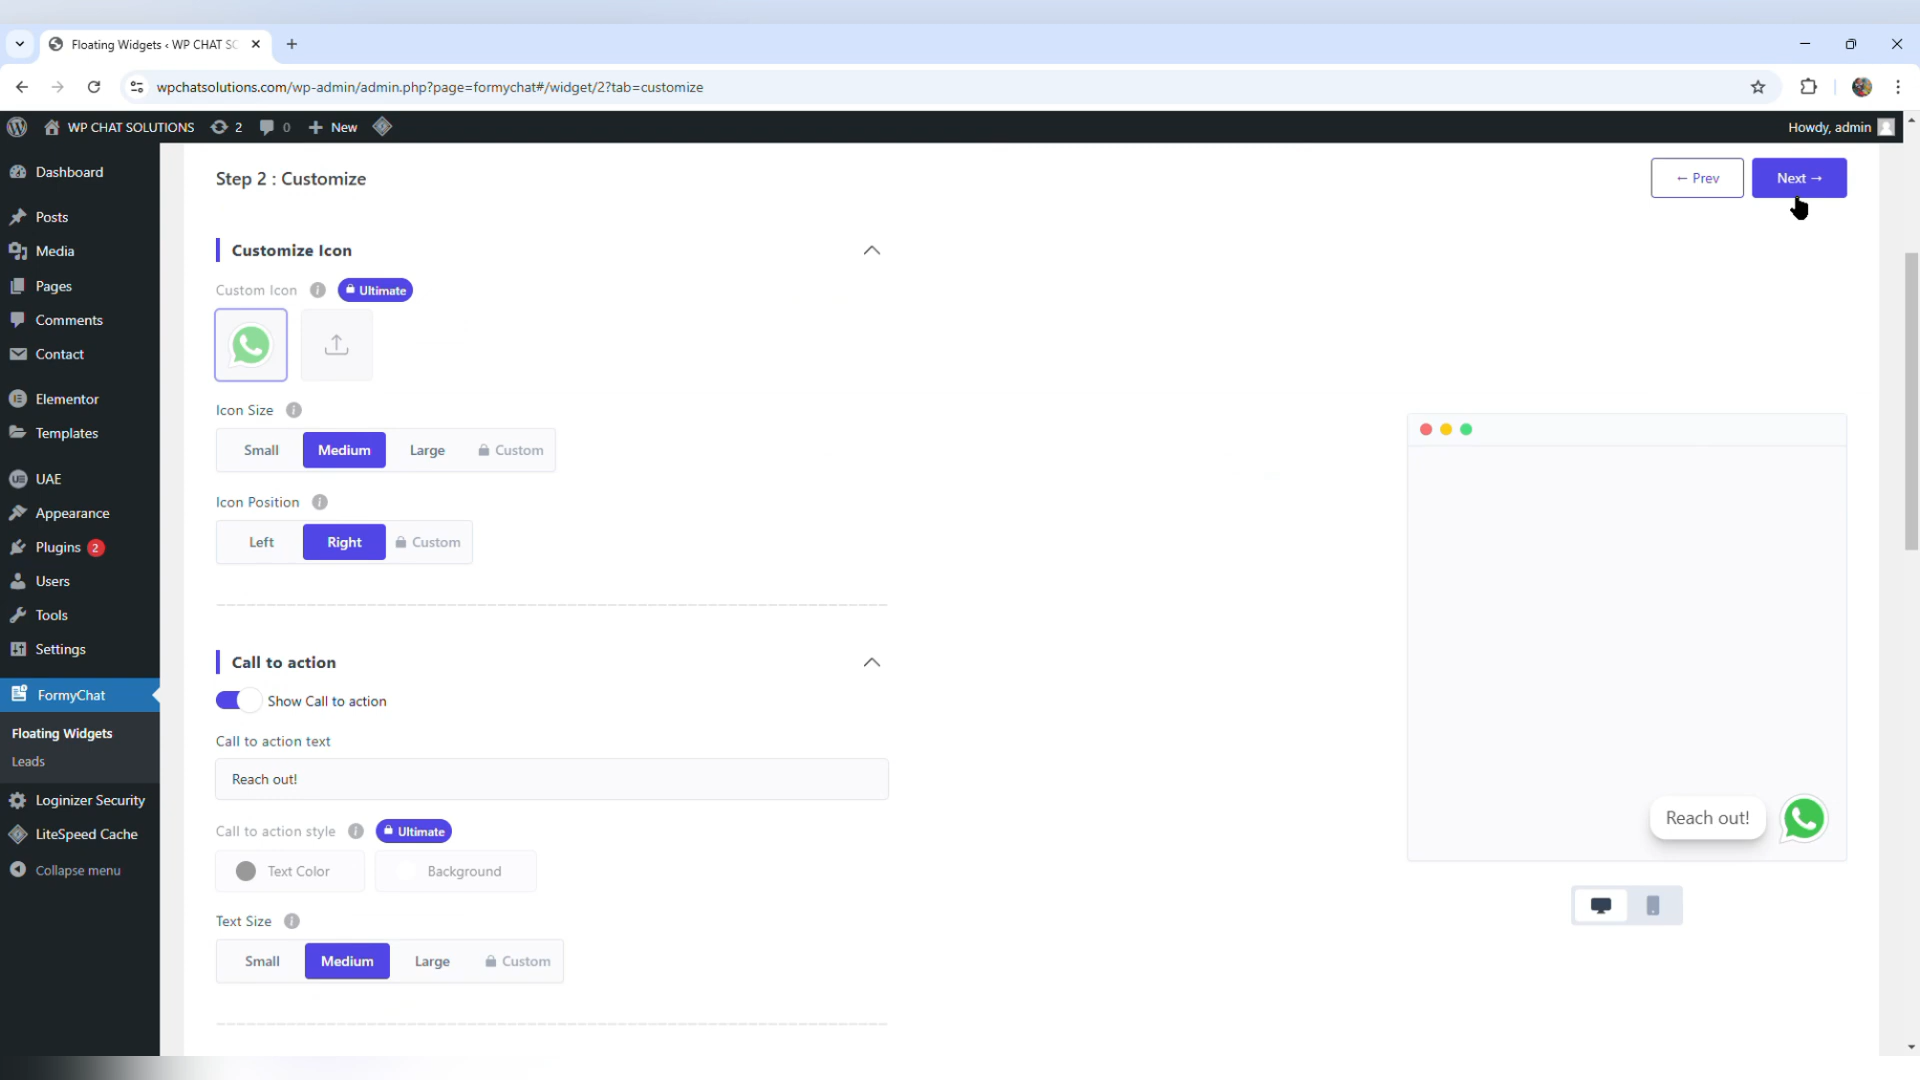 Floating Widgets ‹ WP CHAT SC
wpchatsolutions.com/wp-admin/admin.php?page=formychat#/widget/2?tab=customize
WP CHAT SOLUTIONS 2 0 New
Howdy, admin
Dashboard
Posts
Media
Pages
Comments
Contact
Elementor
Templates
UAE
Appearance
Plugins 2
Users
Tools
Settings
FormyChat
Floating Widgets
Leads
Loginizer Security
LiteSpeed Cache
Collapse menu
Step 2 : Customize
← Prev
Next →
Customize Icon
Custom Icon Ultimate
Icon Size
Small Medium Large Custom
Icon Position
Left Right Custom
Call to action
Show Call to action
Call to action text
Reach out!
Call to action style Ultimate
Text Color Background
Text Size
Small Medium Large Custom
Reach out!